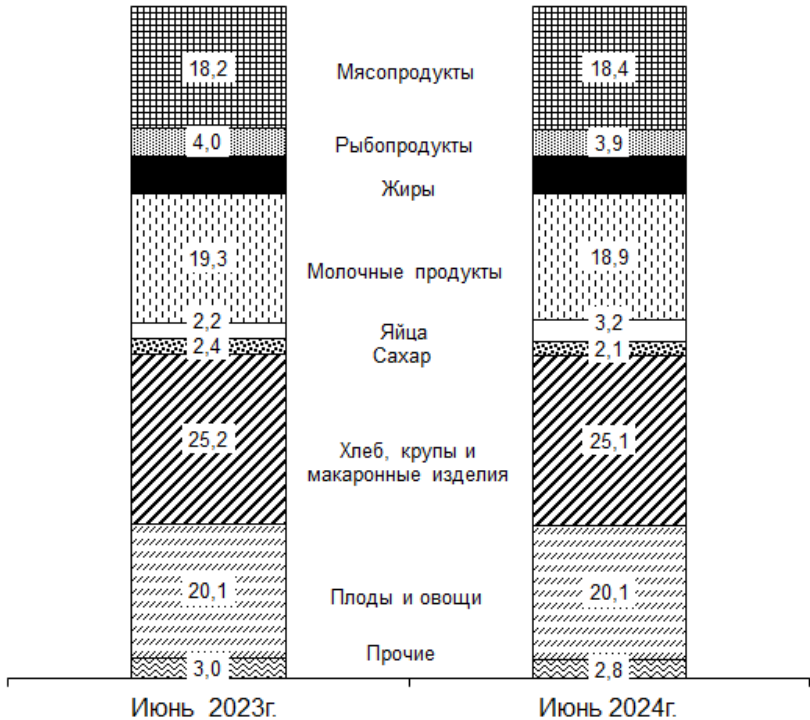 18,2 Мясопродукты 18,4
4,0 Рыбопродукты 3,9
Жиры
19,3 Молочные продукты 18,9
2,2 Яйца 3,2
2,4 Сахар 2,1
25,2 Хлеб, крупы и 25,1
макаронные изделия
20,1 Плоды и овощи 20,1
3,0 Прочие 2,8
Июнь 2023г. Июнь 2024г.